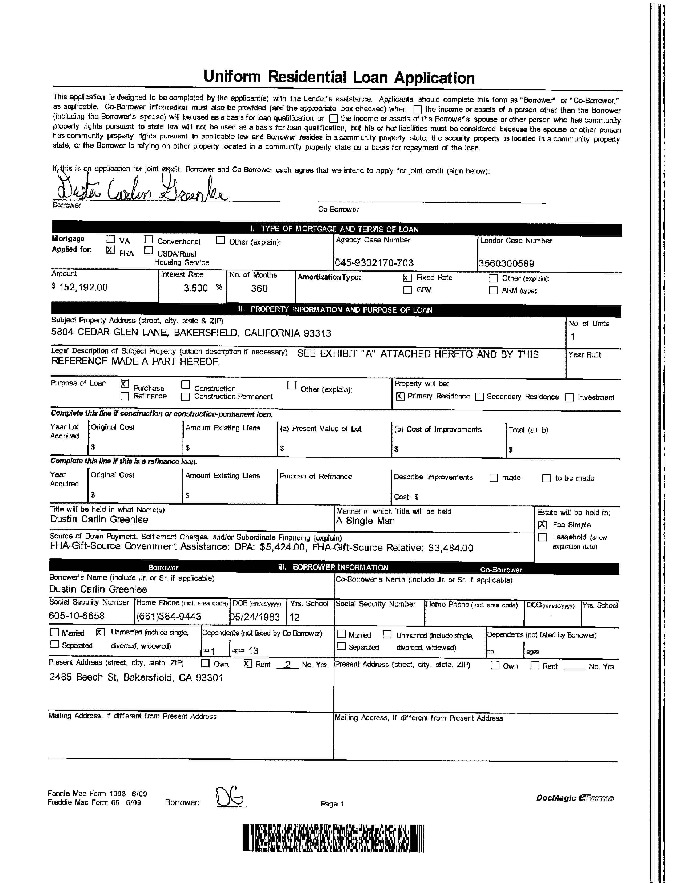 Uniform Residential Loan Application
This application is designed to be completed by the applicant(s) with the Lender's assistance. Applicants should complete this form as "Borrower" or "Co-Borrower,"
as applicable. Co-Borrower information must also be provided (and the appropriate box checked) when ☐ the income or assets of a person other than the Borrower
(including the Borrower's spouse) will be used as a basis for loan qualification or ☐ the income or assets of the Borrower's spouse or other person who has community
property rights pursuant to state law will not be used as a basis for loan qualification, but his or her liabilities must be considered because the spouse or other person
has community property rights pursuant to applicable law and Borrower resides in a community property state, the security property is located in a community property
state, or the Borrower is relying on other property located in a community property state as a basis for repayment of the loan.
If this is an application for joint credit, Borrower and Co-Borrower each agree that we intend to apply for joint credit (sign below):
Dustin Carlin Greenlee
Borrower Co-Borrower
I. TYPE OF MORTGAGE AND TERMS OF LOAN
Mortgage ☐ VA ☐ Conventional ☐ Other (explain): Agency Case Number Lender Case Number
Applied for: ☒ FHA ☐ USDA/Rural Housing Service 045-9302170-703 3560300589
Amount Interest Rate No. of Months Amortization Type: ☒ Fixed Rate ☐ Other (explain):
$ 152,192.00 3.500 % 360 ☐ GPM ☐ ARM (type):
II. PROPERTY INFORMATION AND PURPOSE OF LOAN
Subject Property Address (street, city, state & ZIP) No. of Units
5804 CEDAR GLEN LANE, BAKERSFIELD, CALIFORNIA 93313 1
Legal Description of Subject Property (attach description if necessary) SEE EXHIBIT "A" ATTACHED HERETO AND BY THIS Year Built
REFERENCE MADE A PART HEREOF.
Purpose of Loan ☒ Purchase ☐ Construction ☐ Other (explain): Property will be:
☐ Refinance ☐ Construction-Permanent ☒ Primary Residence ☐ Secondary Residence ☐ Investment
Complete this line if construction or construction-permanent loan.
Year Lot Acquired Original Cost Amount Existing Liens (a) Present Value of Lot (b) Cost of Improvements Total (a+b)
$ $ $ $ $
Complete this line if this is a refinance loan.
Year Acquired Original Cost Amount Existing Liens Purpose of Refinance Describe Improvements ☐ made ☐ to be made
$ $ Cost: $
Title will be held in what Name(s) Manner in which Title will be held Estate will be held in:
Dustin Carlin Greenlee A Single Man ☒ Fee Simple
Source of Down Payment, Settlement Charges, and/or Subordinate Financing (explain) ☐ Leasehold (show expiration date)
FHA-Gift-Source Government Assistance: DPA: $5,424.00, FHA-Gift-Source Relative: $3,484.00
Borrower III. BORROWER INFORMATION Co-Borrower
Borrower's Name (include Jr. or Sr. if applicable) Co-Borrower's Name (include Jr. or Sr. if applicable)
Dustin Carlin Greenlee
Social Security Number Home Phone (incl. area code) DOB (mm/dd/yyyy) Yrs. School Social Security Number Home Phone (incl. area code) DOB (mm/dd/yyyy) Yrs. School
605-10-6658 (661)364-9443 05/24/1983 12
☐ Married ☒ Unmarried (include single, divorced, widowed) Dependents (not listed by Co-Borrower) ☐ Married ☐ Unmarried (include single, divorced, widowed) Dependents (not listed by Borrower)
☐ Separated no. 1 ages 13 ☐ Separated no. ages
Present Address (street, city, state, ZIP) ☐ Own ☒ Rent 2 No. Yrs. Present Address (street, city, state, ZIP) ☐ Own ☐ Rent No. Yrs.
2485 Beech St, Bakersfield, CA 93301
Mailing Address, if different from Present Address Mailing Address, if different from Present Address
Fannie Mae Form 1003 6/09
Freddie Mac Form 65 6/09 Borrower: DG Page 1 DocMagic